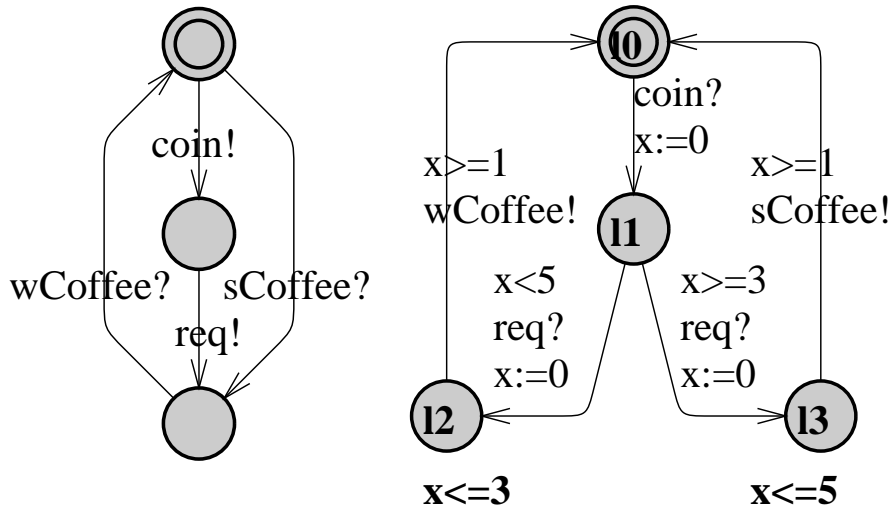 coin!
wCoffee?
sCoffee?
req!
l0
coin?
x:=0
x>=1
wCoffee!
x>=1
sCoffee!
l1
x<5
req?
x:=0
x>=3
req?
x:=0
l2
l3
x<=3
x<=5